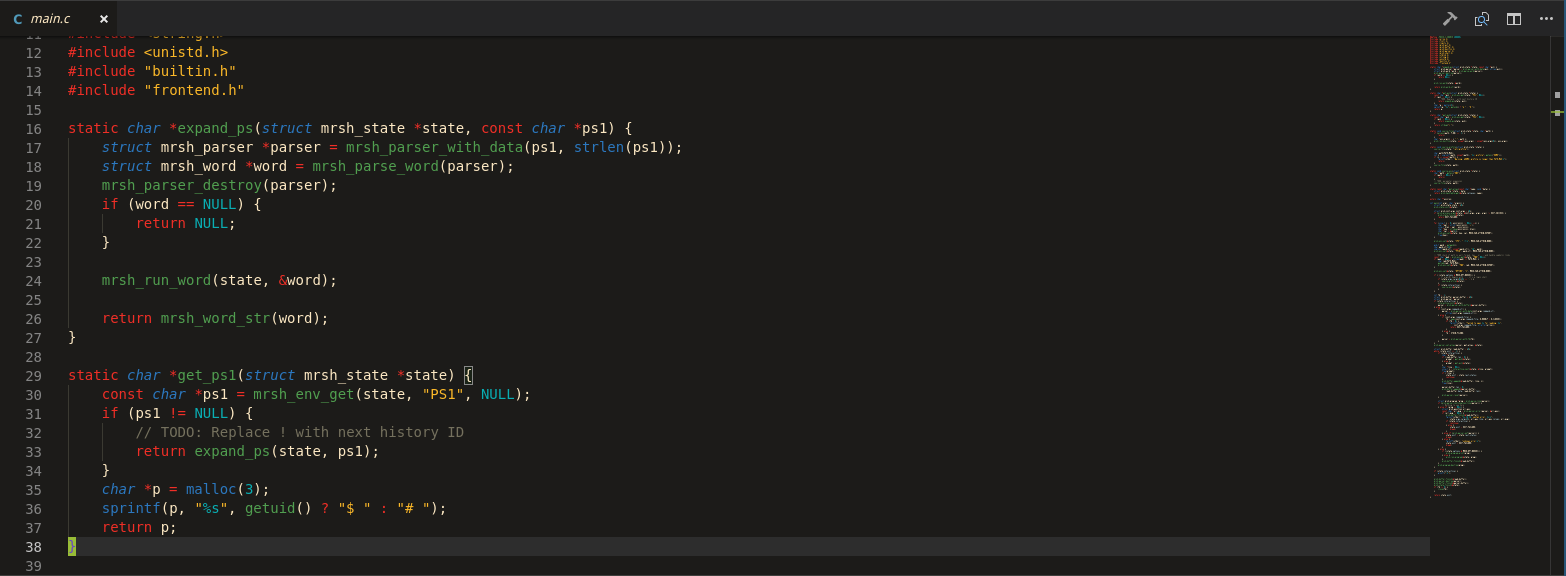 C main.c ×
11 #include <string.h>
12 #include <unistd.h>
13 #include "builtin.h"
14 #include "frontend.h"
15
16 static char *expand_ps(struct mrsh_state *state, const char *ps1) {
17     struct mrsh_parser *parser = mrsh_parser_with_data(ps1, strlen(ps1));
18     struct mrsh_word *word = mrsh_parse_word(parser);
19     mrsh_parser_destroy(parser);
20     if (word == NULL) {
21         return NULL;
22     }
23
24     mrsh_run_word(state, &word);
25
26     return mrsh_word_str(word);
27 }
28
29 static char *get_ps1(struct mrsh_state *state) {
30     const char *ps1 = mrsh_env_get(state, "PS1", NULL);
31     if (ps1 != NULL) {
32         // TODO: Replace ! with next history ID
33         return expand_ps(state, ps1);
34     }
35     char *p = malloc(3);
36     sprintf(p, "%s", getuid() ? "$ " : "# ");
37     return p;
38 }
39